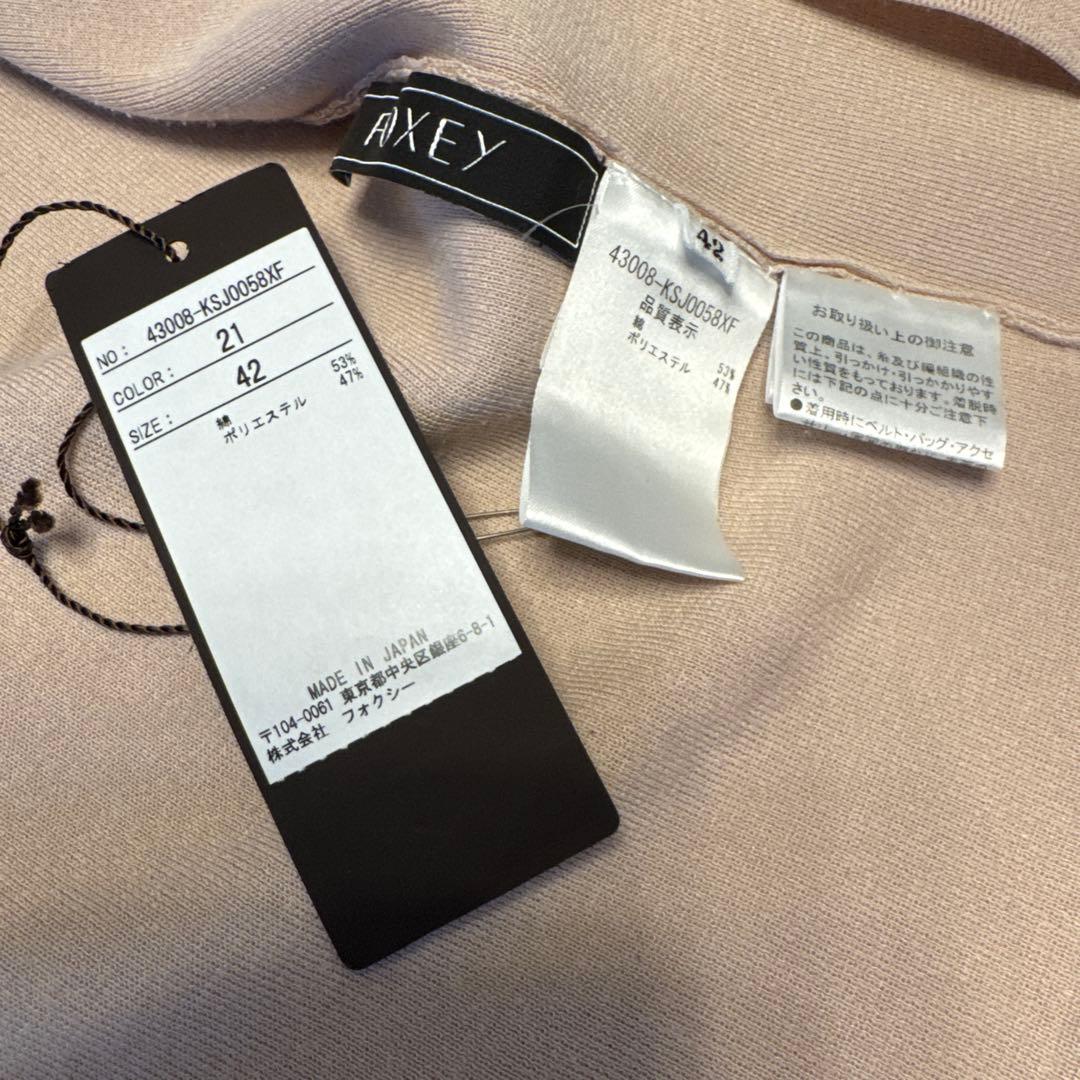 XEY
NO: 43008-KSJ0058XF
COLOR: 21
SIZE: 42
綿 53%
ポリエステル 47%
MADE IN JAPAN
〒104-0061 東京都中央区銀座6-8-1
株式会社 フォクシー
42
43008-KSJ0058XF
品質表示
綿 53%
ポリエステル 47%
お取り扱い上の御注意
この商品は、糸及び編組織の性
質上、引っかけ・引っかかりやす
い性質をもっております。着脱時
には下記の点に十分ご注意下
さい。
●着用時にベルト・バッグ・アクセ